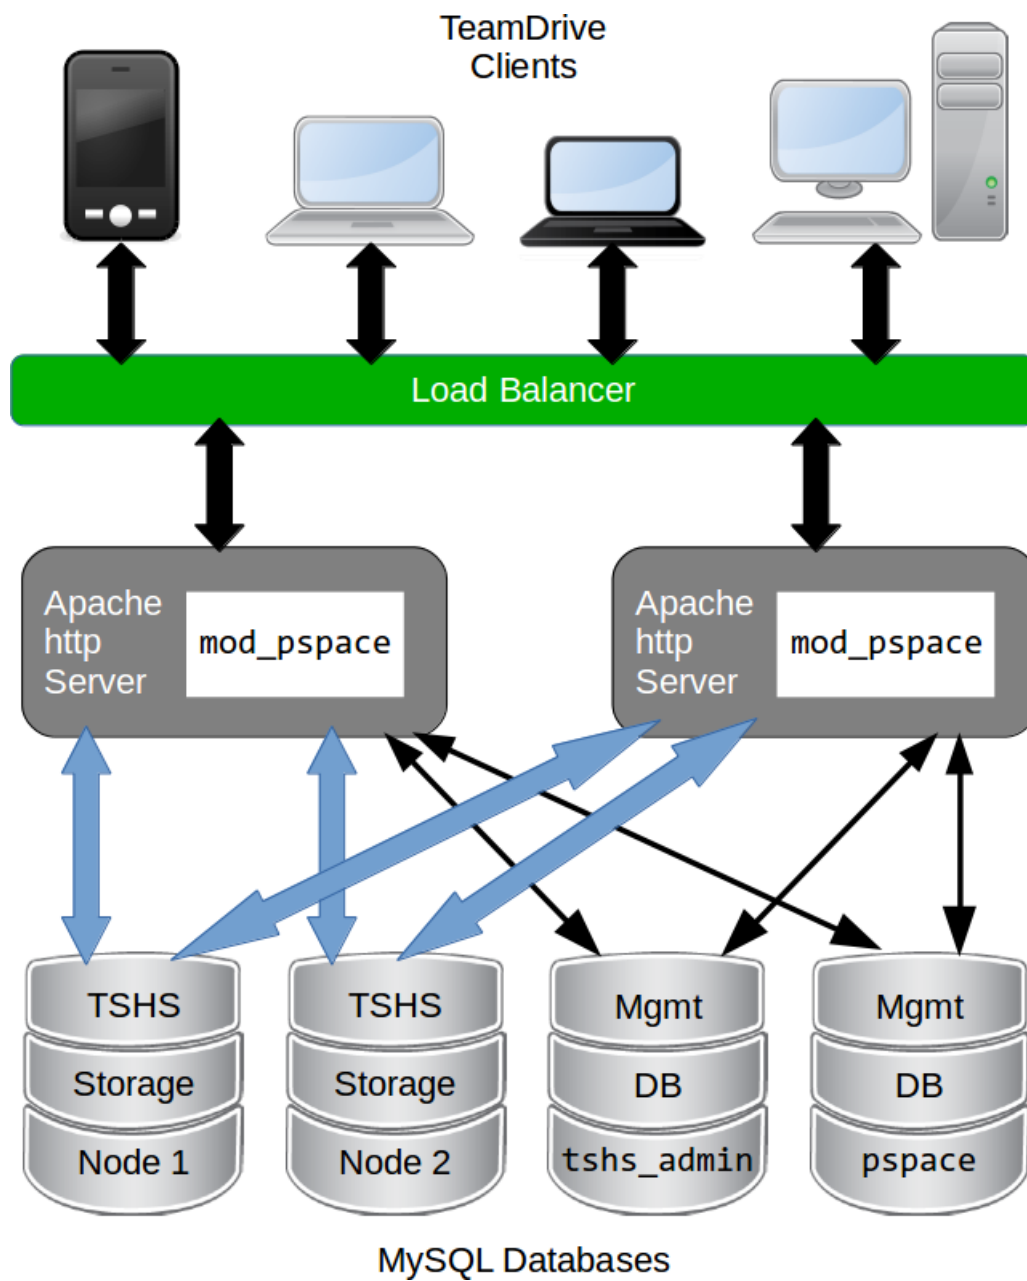 TeamDrive
Clients
Load Balancer
Apache
http
Server
mod_pspace
Apache
http
Server
mod_pspace
TSHS
Storage
Node 1
TSHS
Storage
Node 2
Mgmt
DB
tshs_admin
Mgmt
DB
pspace
MySQL Databases